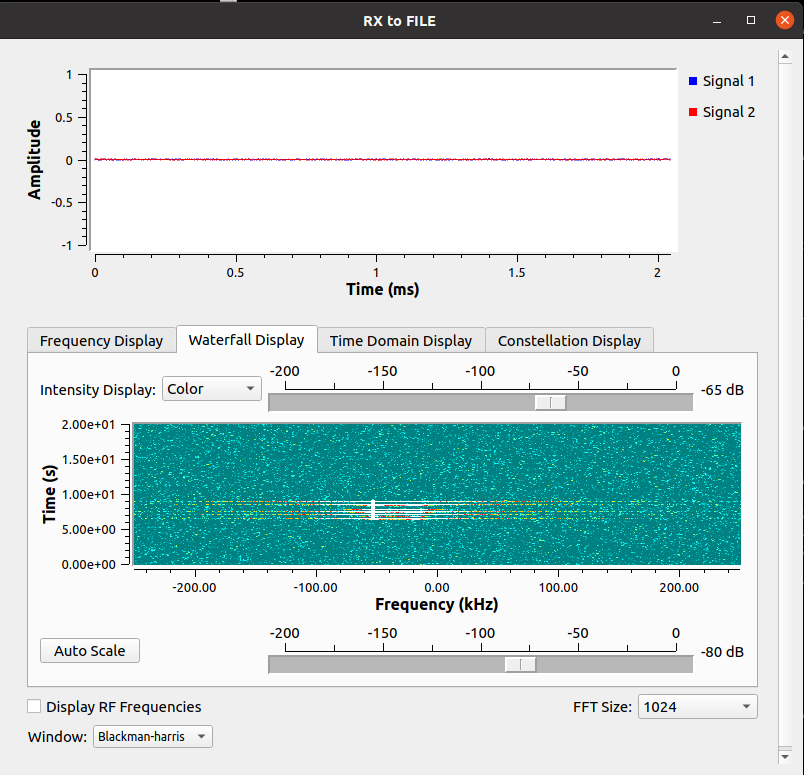 RX to FILE
1
0.5
0
-0.5
-1
Amplitude
0 0.5 1 1.5 2
Time (ms)
Signal 1
Signal 2
Frequency Display Waterfall Display Time Domain Display Constellation Display
Intensity Display: Color
-200 -150 -100 -50 0
-65 dB
2.00e+01
1.50e+01
1.00e+01
5.00e+00
0.00e+00
Time (s)
-200.00 -100.00 0.00 100.00 200.00
Frequency (kHz)
Auto Scale
-200 -150 -100 -50 0
-80 dB
Display RF Frequencies
FFT Size: 1024
Window: Blackman-harris